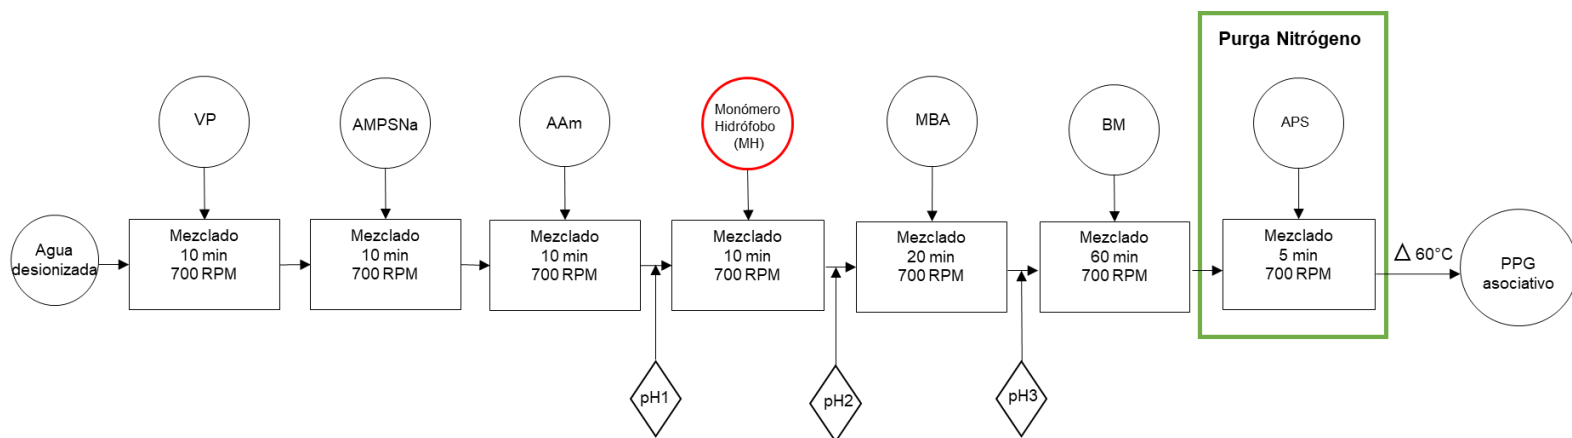 Purga Nitrógeno
VP
AMPSNa
AAm
Monómero
Hidrófobo
(MH)
MBA
BM
APS
Agua
desionizada
Mezclado
10 min
700 RPM
Mezclado
10 min
700 RPM
Mezclado
10 min
700 RPM
Mezclado
10 min
700 RPM
Mezclado
20 min
700 RPM
Mezclado
60 min
700 RPM
Mezclado
5 min
700 RPM
Δ 60°C
PPG
asociativo
pH1
pH2
pH3